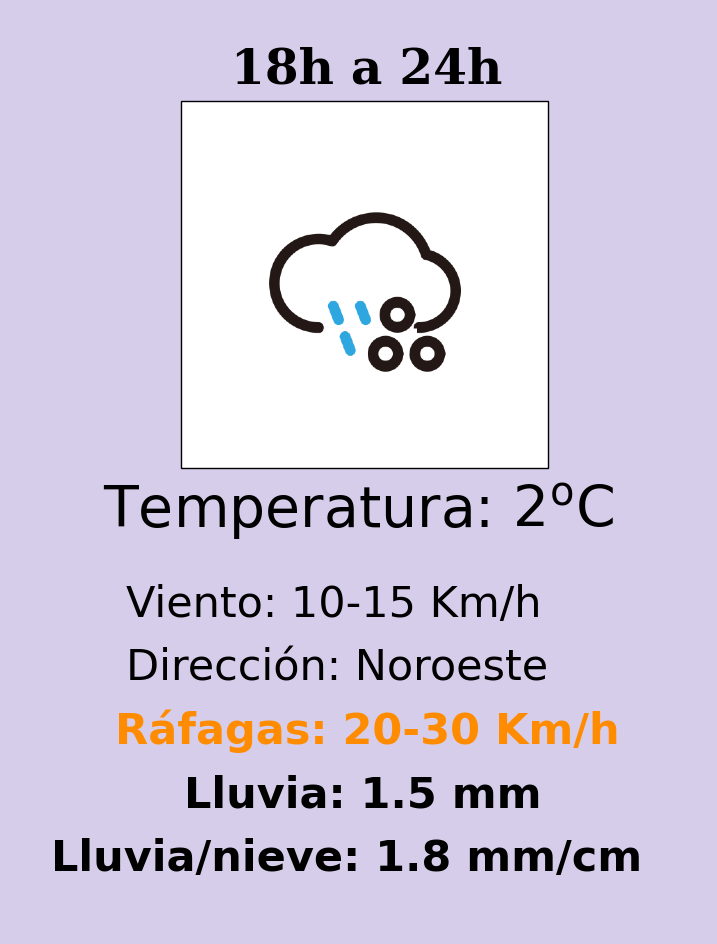 18h a 24h
Temperatura: 2ºC
Viento: 10-15 Km/h
Dirección: Noroeste
Ráfagas: 20-30 Km/h
Lluvia: 1.5 mm
Lluvia/nieve: 1.8 mm/cm